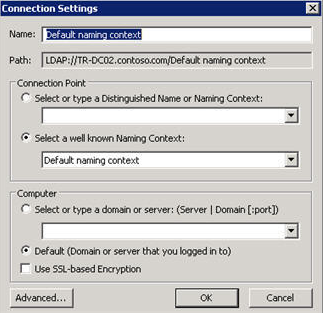 Connection Settings
Name: Default naming context
Path: LDAP://TR-DC02.contoso.com/Default naming context
Connection Point
Select or type a Distinguished Name or Naming Context:
Select a well known Naming Context:
Default naming context
Computer
Select or type a domain or server: (Server | Domain [:port])
Default (Domain or server that you logged in to)
Use SSL-based Encryption
Advanced... OK Cancel